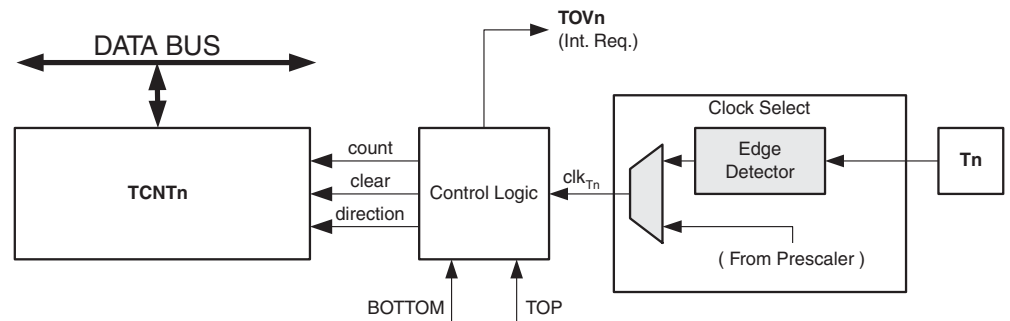 TOVn
(Int. Req.)
DATA BUS
Clock Select
count
clear
direction
TCNTn
Control Logic
clkTn
Edge
Detector
Tn
( From Prescaler )
BOTTOM
TOP